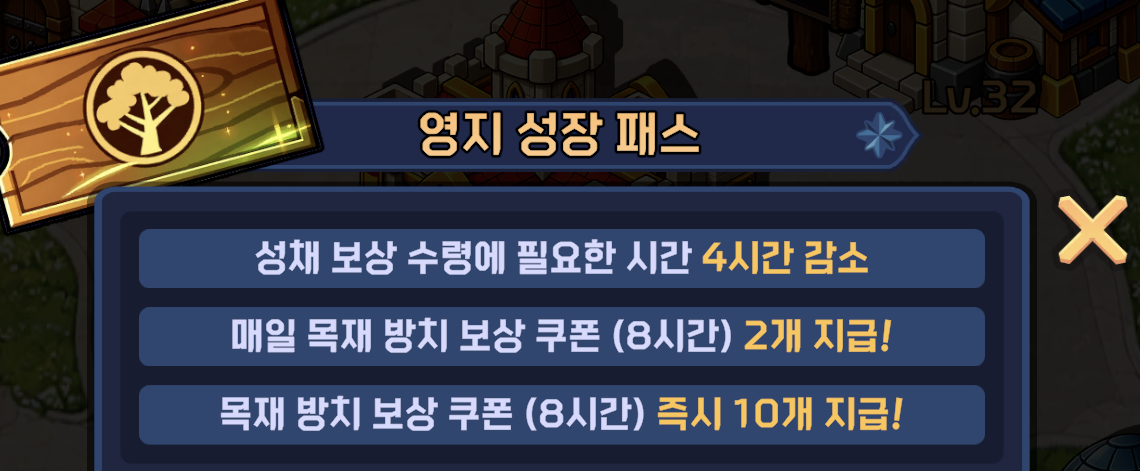 Lv.32
영지 성장 패스
성채 보상 수령에 필요한 시간 4시간 감소
매일 목재 방치 보상 쿠폰 (8시간) 2개 지급!
목재 방치 보상 쿠폰 (8시간) 즉시 10개 지급!